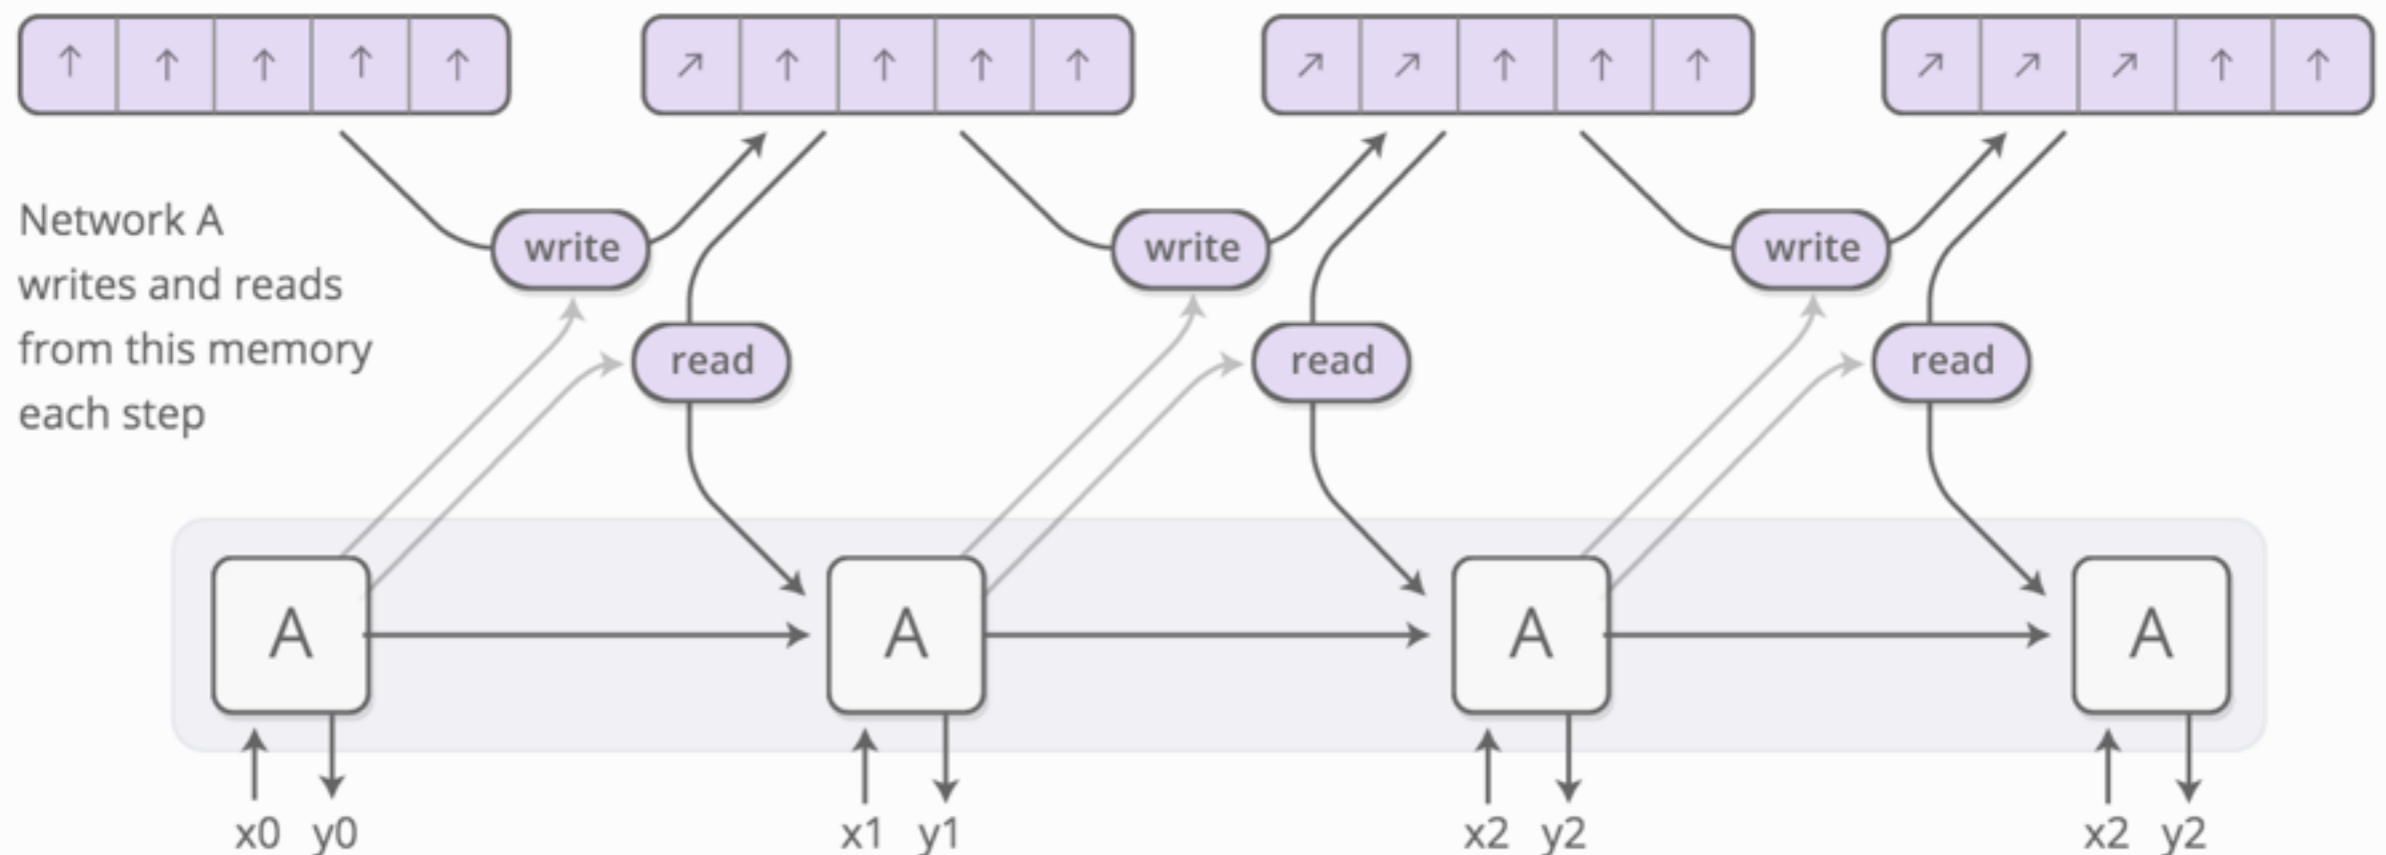 write
write
write
Network A
writes and reads
from this memory
each step
read
read
read
A
A
A
A
x0 y0
x1 y1
x2 y2
x2 y2